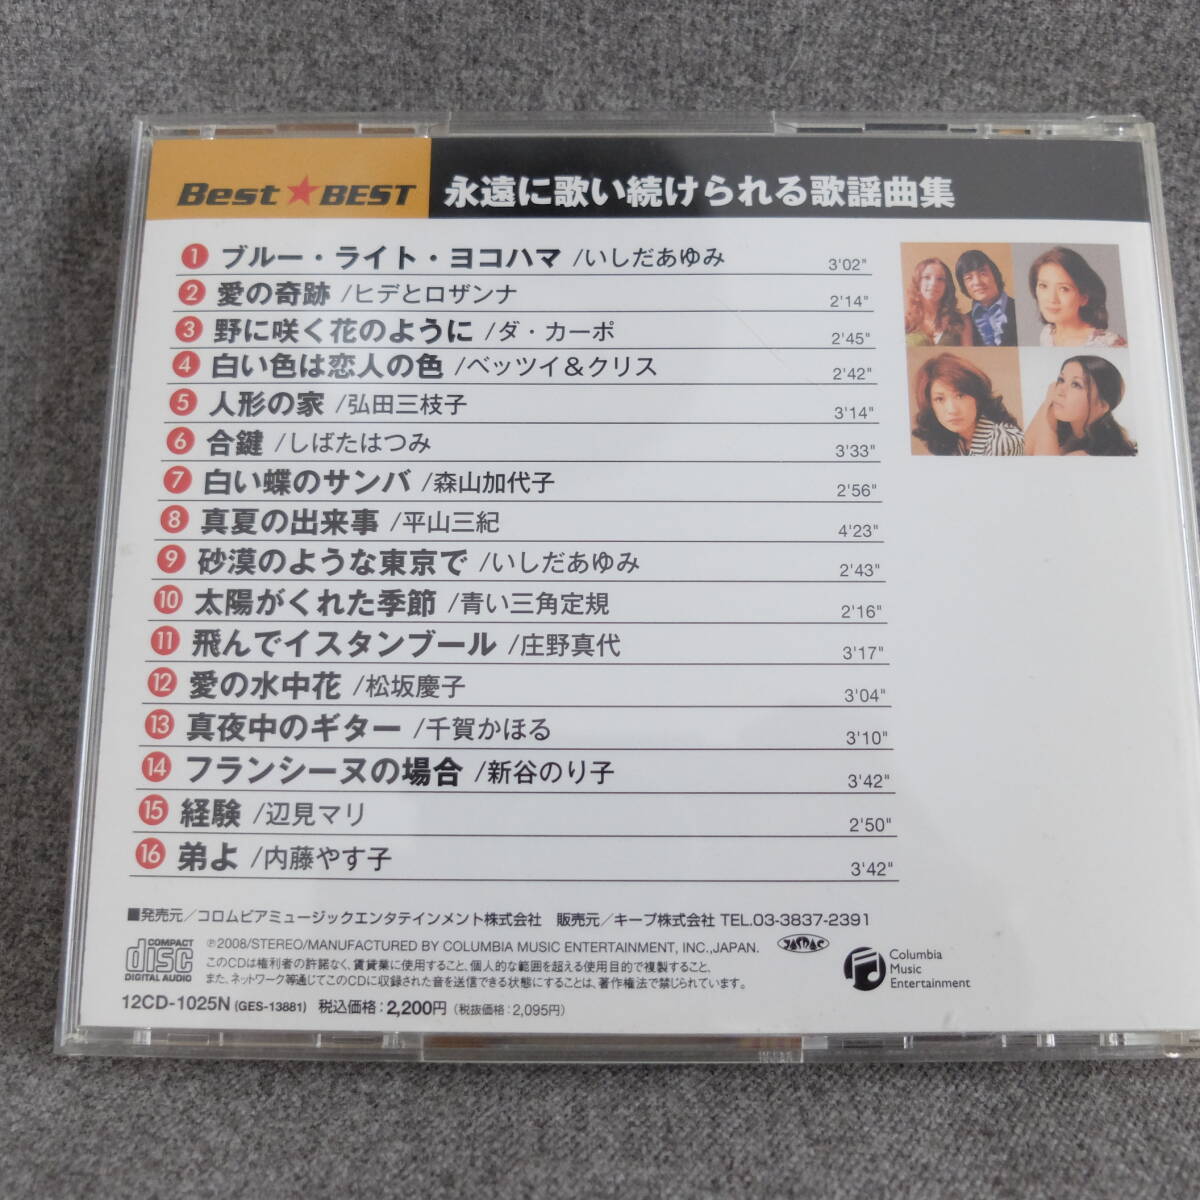 Best★BEST 永遠に歌い続けられる歌謡曲集
1 ブルー・ライト・ヨコハマ /いしだあゆみ 3'02"
2 愛の奇跡 /ヒデとロザンナ 2'14"
3 野に咲く花のように /ダ・カーポ 2'45"
4 白い色は恋人の色 /ベッツイ＆クリス 2'42"
5 人形の家 /弘田三枝子 3'14"
6 合鍵 /しばたはつみ 3'33"
7 白い蝶のサンバ /森山加代子 2'56"
8 真夏の出来事 /平山三紀 4'23"
9 砂漠のような東京で /いしだあゆみ 2'43"
10 太陽がくれた季節 /青い三角定規 2'16"
11 飛んでイスタンブール /庄野真代 3'17"
12 愛の水中花 /松坂慶子 3'04"
13 真夜中のギター /千賀かほる 3'10"
14 フランシーヌの場合 /新谷のり子 3'42"
15 経験 /辺見マリ 2'50"
16 弟よ /内藤やす子 3'42"
■発売元／コロムビアミュージックエンタテインメント株式会社 販売元／キープ株式会社 TEL.03-3837-2391
COMPACT disc DIGITAL AUDIO
℗2008/STEREO/MANUFACTURED BY COLUMBIA MUSIC ENTERTAINMENT, INC.,JAPAN.
JASRAC
このCDは権利者の許諾なく、賃貸業に使用すること、個人的な範囲を超える使用目的で複製すること、
また、ネットワーク等通じてこのCDに収録された音を送信できる状態にすることは、著作権法で禁じられています。
Columbia
Music
Entertainment
12CD-1025N (GES-13881) 税込価格：2,200円（税抜価格：2,095円）